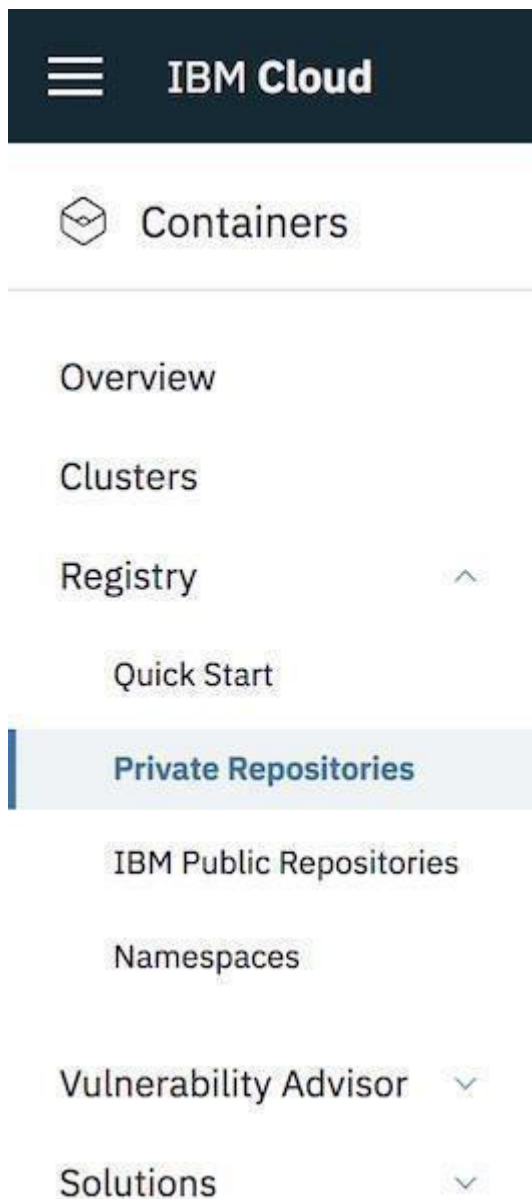 IBM Cloud
Containers
Overview
Clusters
Registry
Quick Start
Private Repositories
IBM Public Repositories
Namespaces
Vulnerability Advisor
Solutions